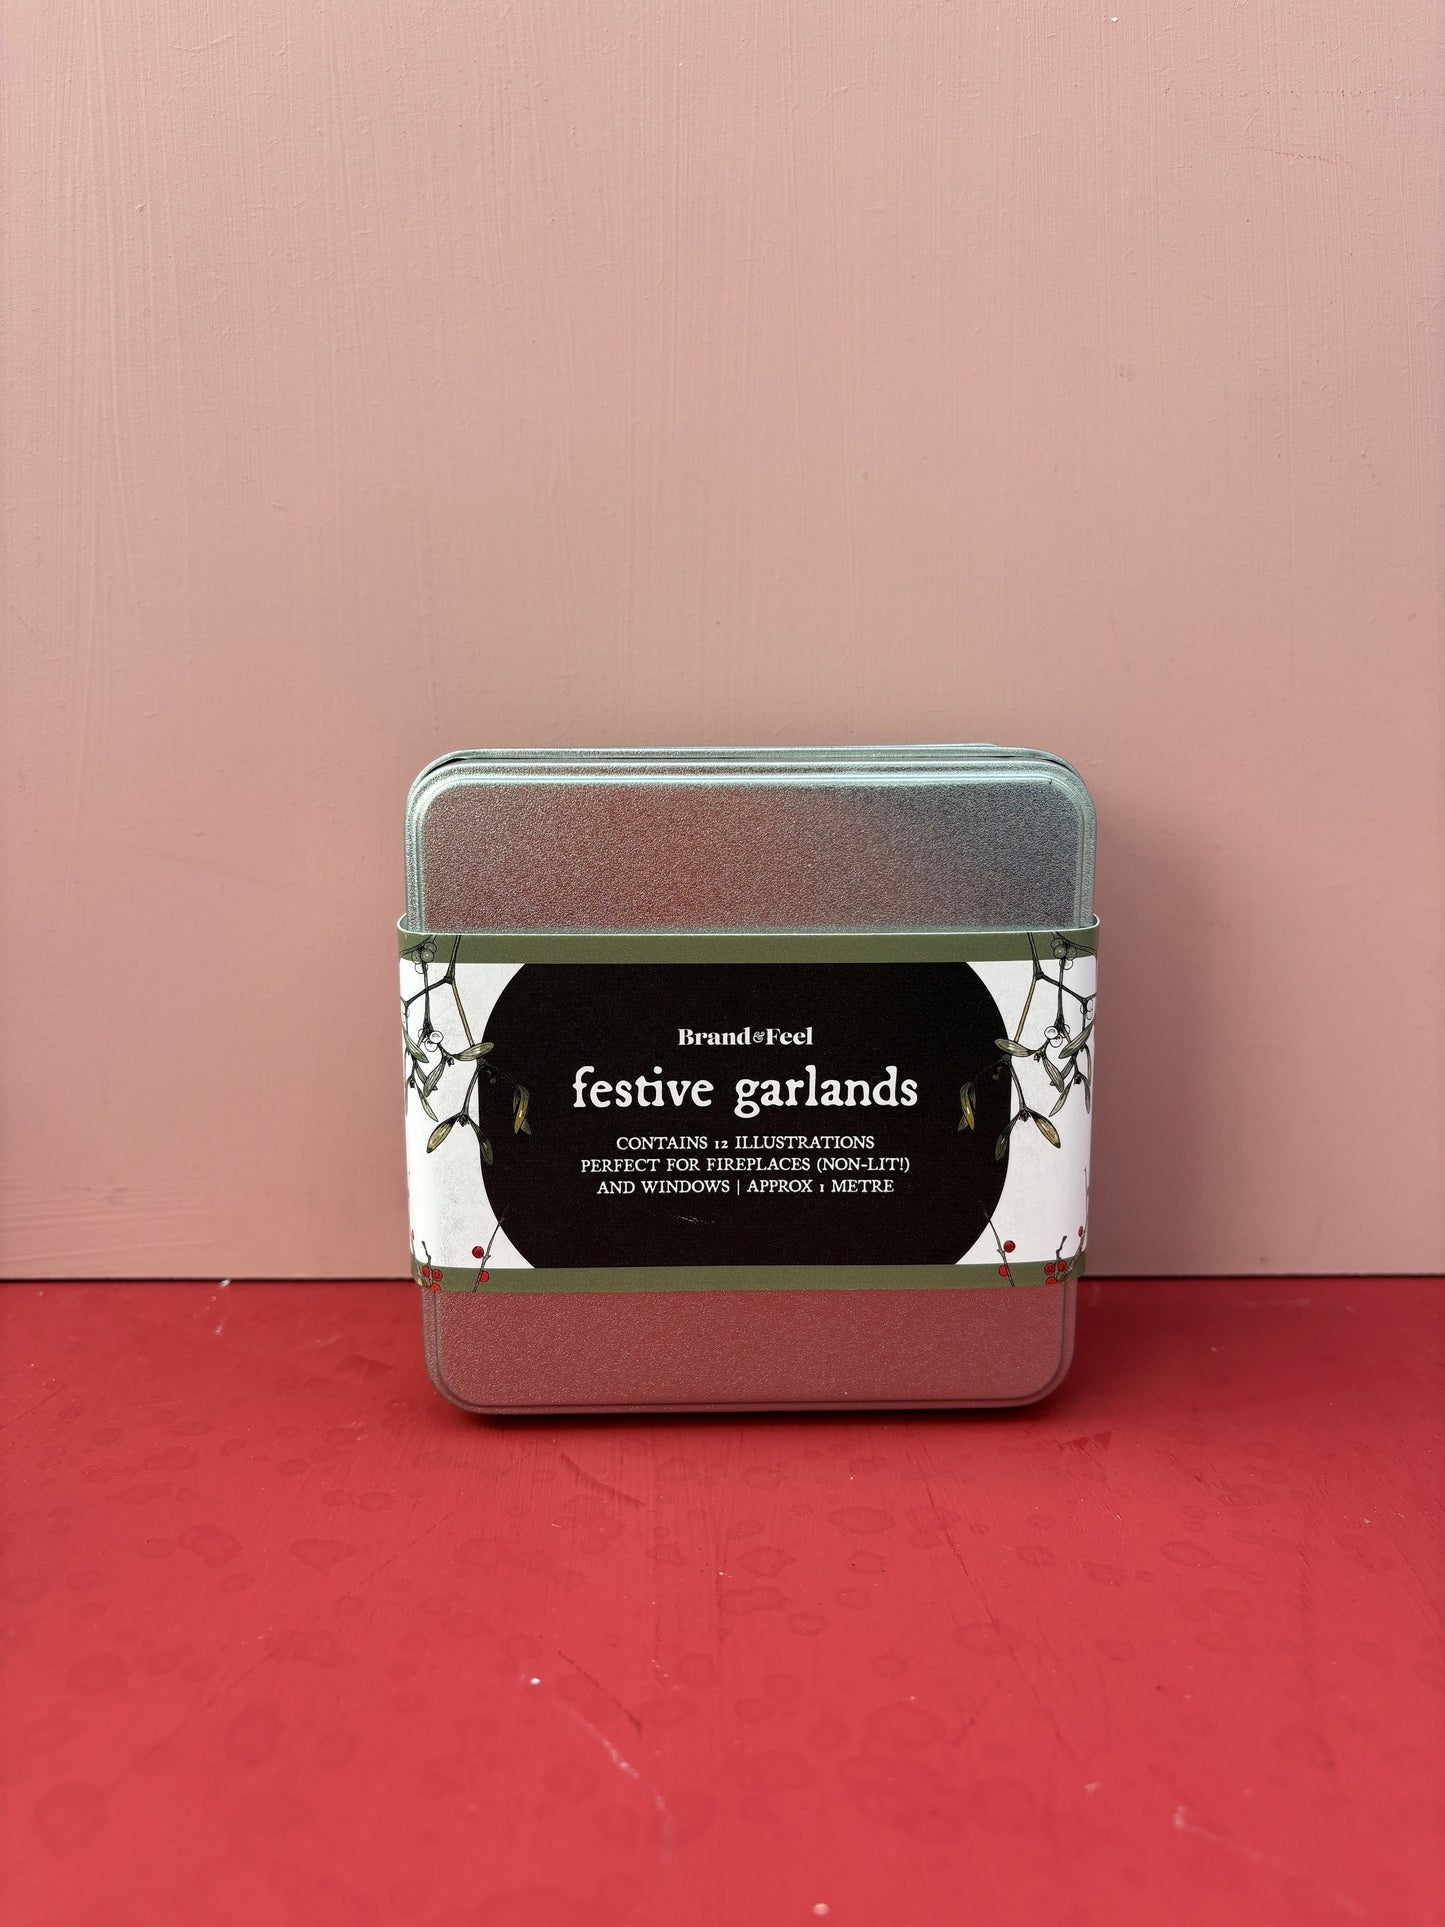 Brand&Feel
festive garlands
CONTAINS 12 ILLUSTRATIONS
PERFECT FOR FIREPLACES (NON-LIT!)
AND WINDOWS | APPROX 1 METRE